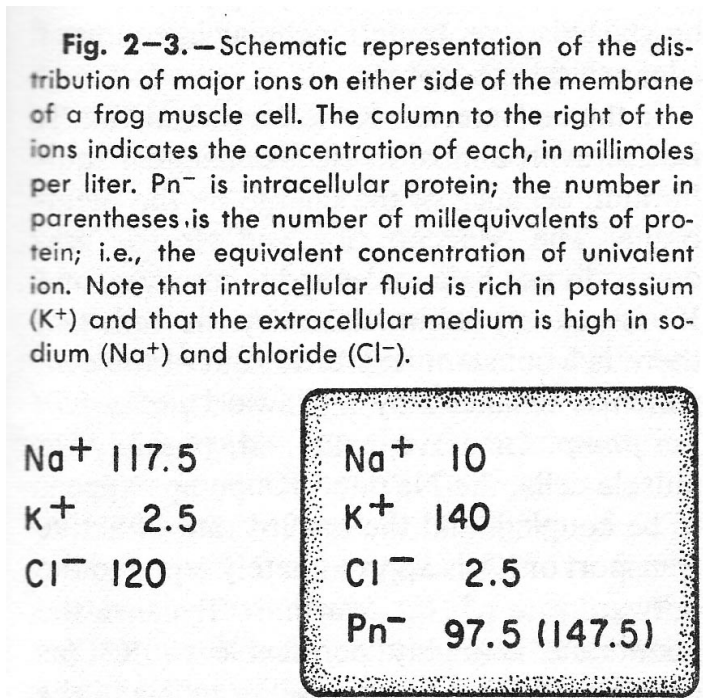 Fig. 2–3.—Schematic representation of the dis-
tribution of major ions on either side of the membrane
of a frog muscle cell. The column to the right of the
ions indicates the concentration of each, in millimoles
per liter. Pn⁻ is intracellular protein; the number in
parentheses.is the number of millequivalents of pro-
tein; i.e., the equivalent concentration of univalent
ion. Note that intracellular fluid is rich in potassium
(K⁺) and that the extracellular medium is high in so-
dium (Na⁺) and chloride (Cl⁻).
Na⁺ 117.5
K⁺ 2.5
Cl⁻ 120
Na⁺ 10
K⁺ 140
Cl⁻ 2.5
Pn⁻ 97.5 (147.5)